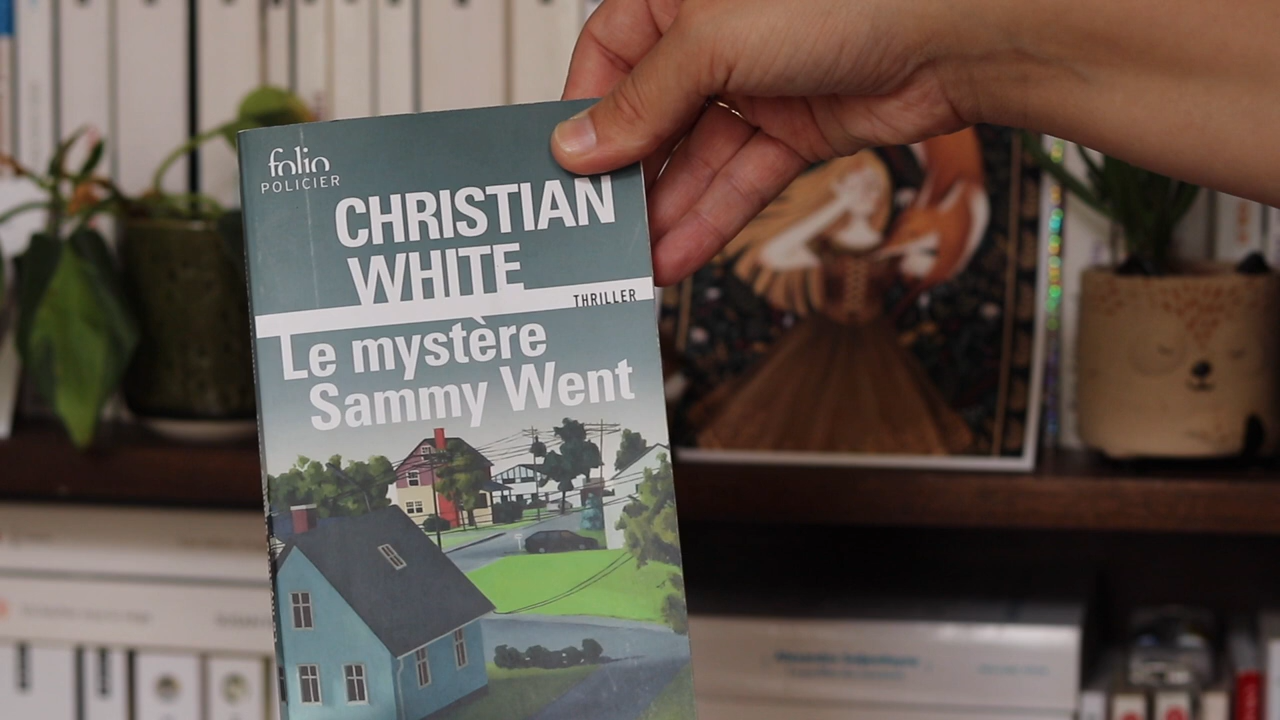 folio
POLICIER
CHRISTIAN
WHITE
THRILLER
Le mystère
Sammy Went